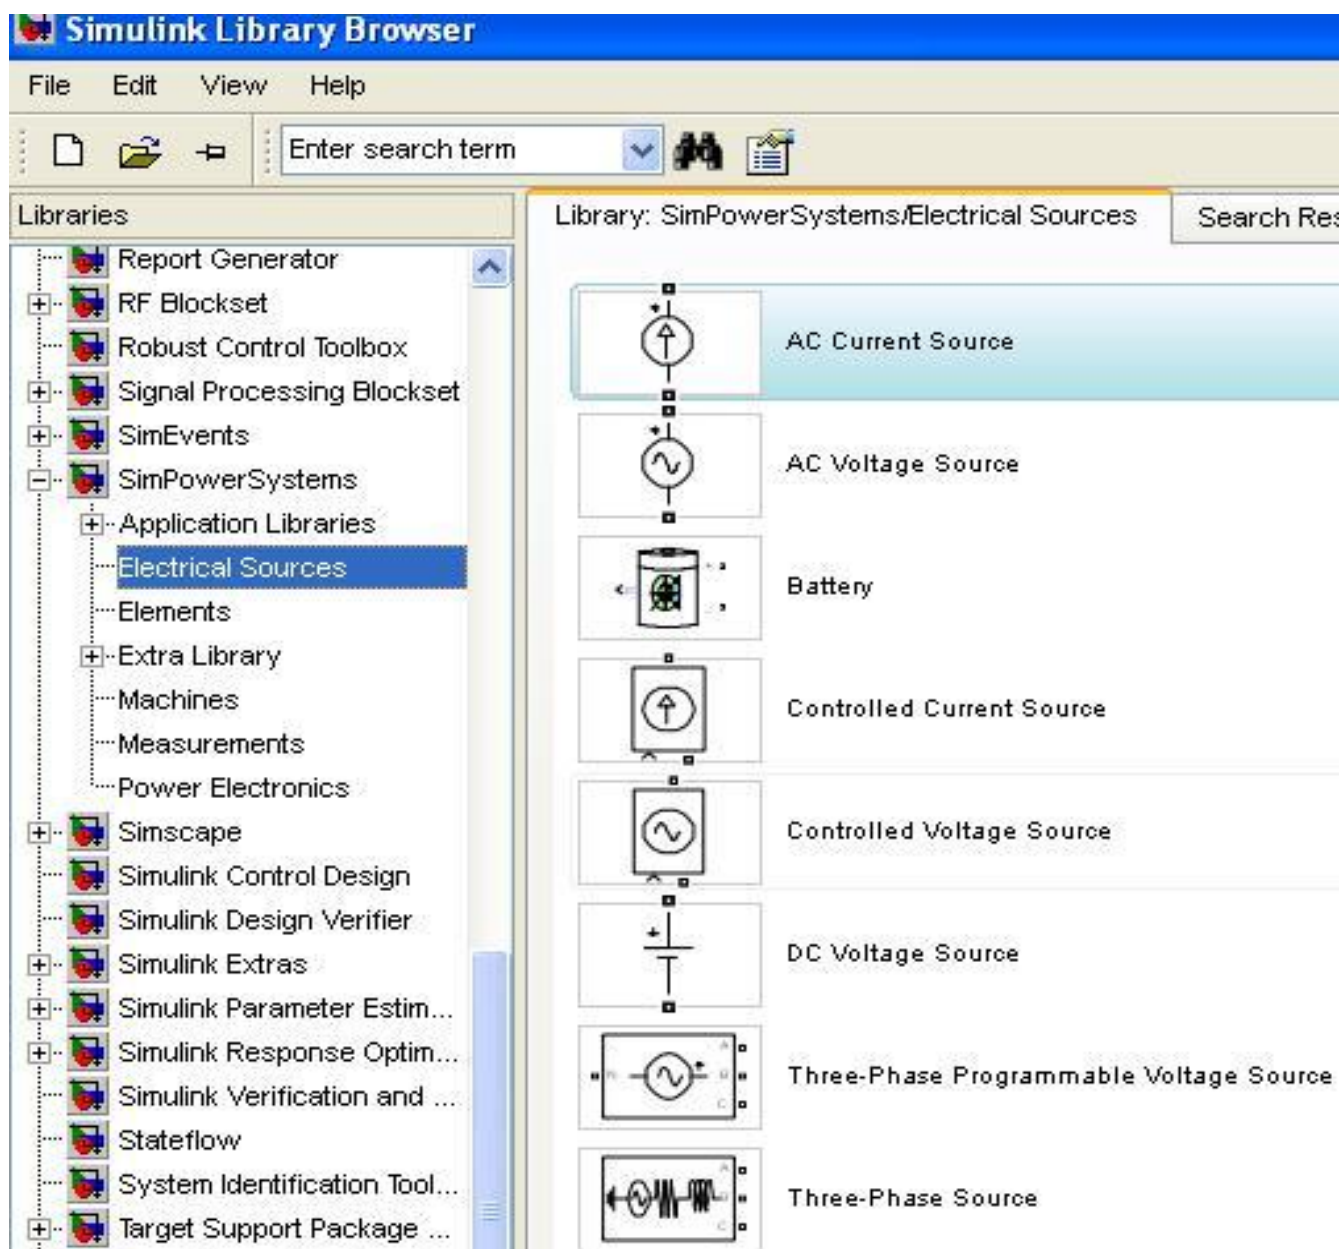 Simulink Library Browser
File Edit View Help
Enter search term
Libraries
Report Generator
RF Blockset
Robust Control Toolbox
Signal Processing Blockset
SimEvents
SimPowerSystems
Application Libraries
Electrical Sources
Elements
Extra Library
Machines
Measurements
Power Electronics
Simscape
Simulink Control Design
Simulink Design Verifier
Simulink Extras
Simulink Parameter Estim...
Simulink Response Optim...
Simulink Verification and ...
Stateflow
System Identification Tool...
Target Support Package ...
Library: SimPowerSystems/Electrical Sources
Search Res
AC Current Source
AC Voltage Source
Battery
Controlled Current Source
Controlled Voltage Source
DC Voltage Source
Three-Phase Programmable Voltage Source
Three-Phase Source